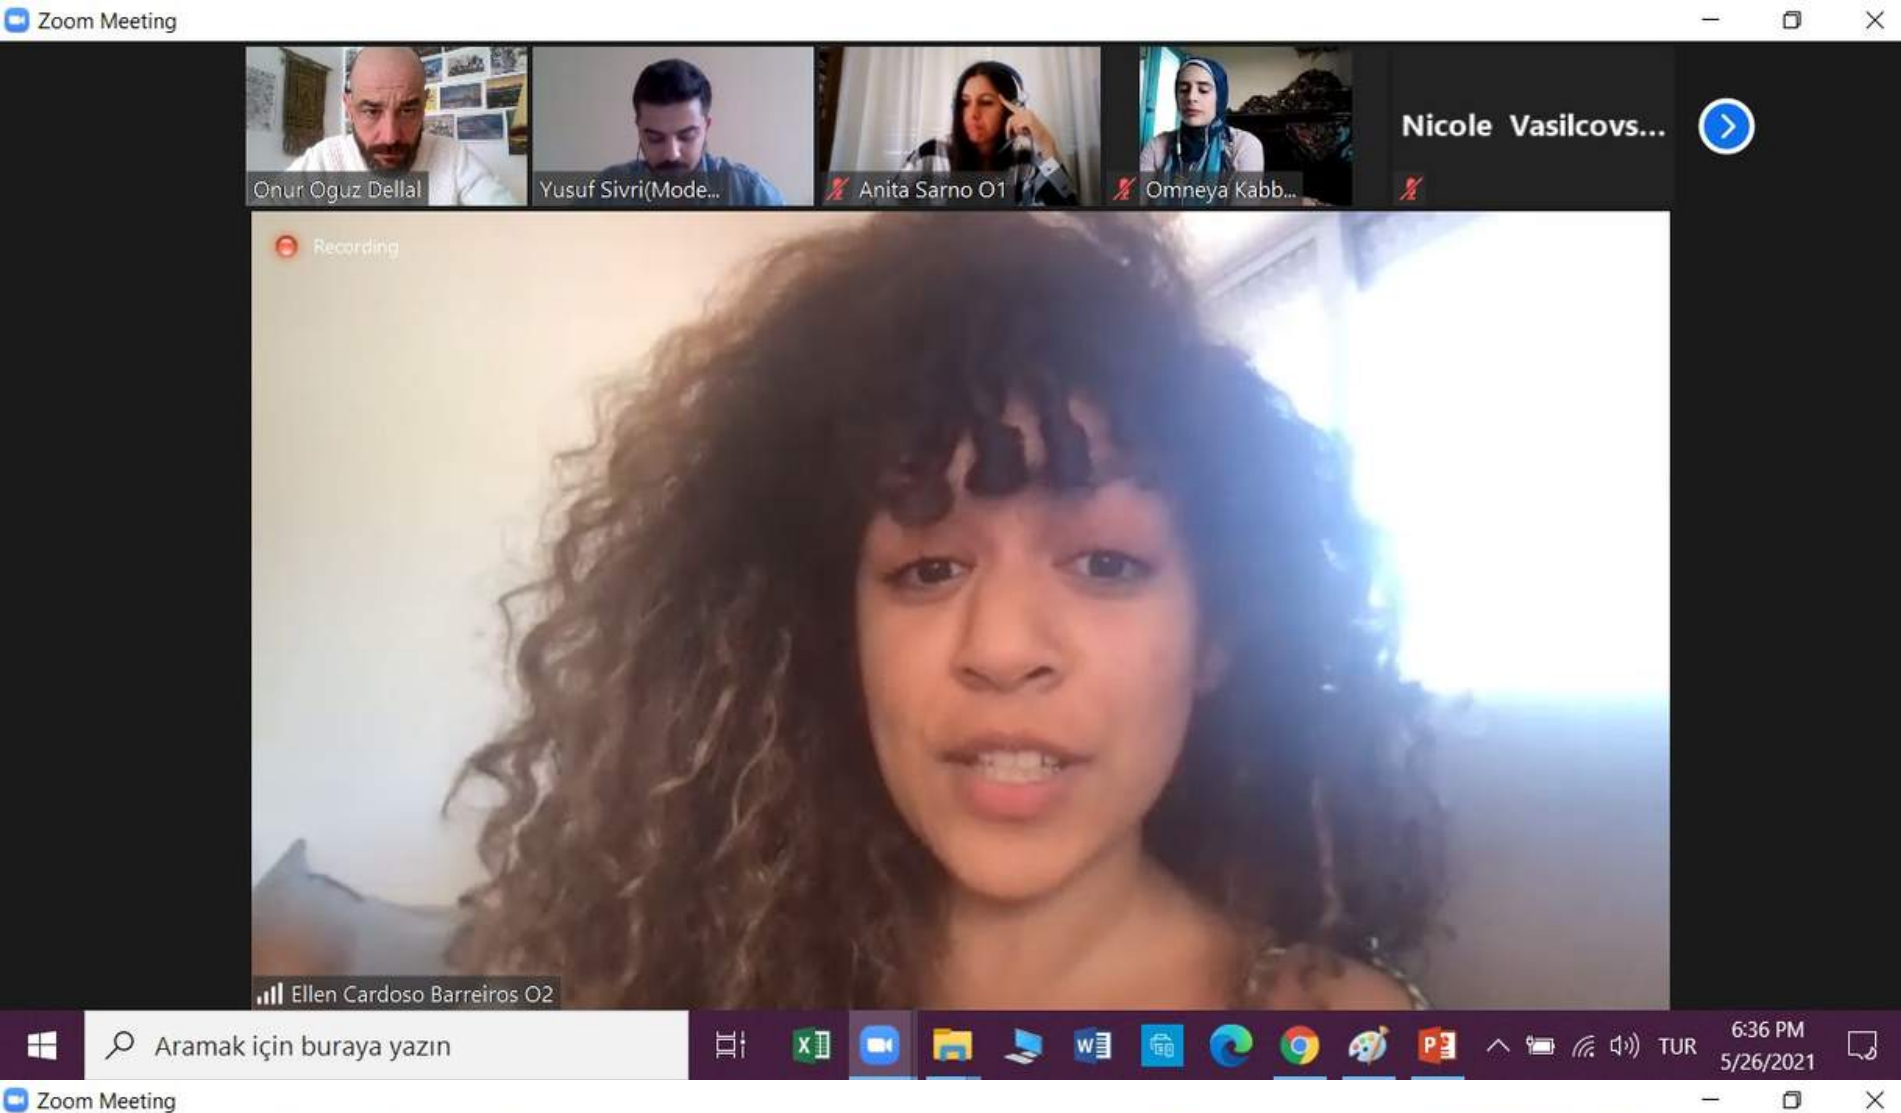 Zoom Meeting
Onur Oguz Dellal
Yusuf Sivri(Mode...
Anita Sarno O1
Omneya Kabb...
Nicole Vasilcovs...
Recording
Ellen Cardoso Barreiros O2
Aramak için buraya yazın
TUR
6:36 PM
5/26/2021
Zoom Meeting